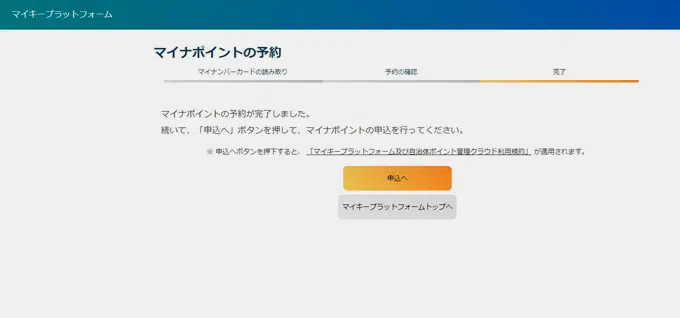 マイキープラットフォーム
マイナポイントの予約
マイナンバーカードの読み取り
予約の確認
完了
マイナポイントの予約が完了しました。
続いて、「申込へ」ボタンを押して、マイナポイントの申込を行ってください。
※ 申込へボタンを押下すると、「マイキープラットフォーム及び自治体ポイント管理クラウド利用規約」が適用されます。
申込へ
マイキープラットフォームトップへ